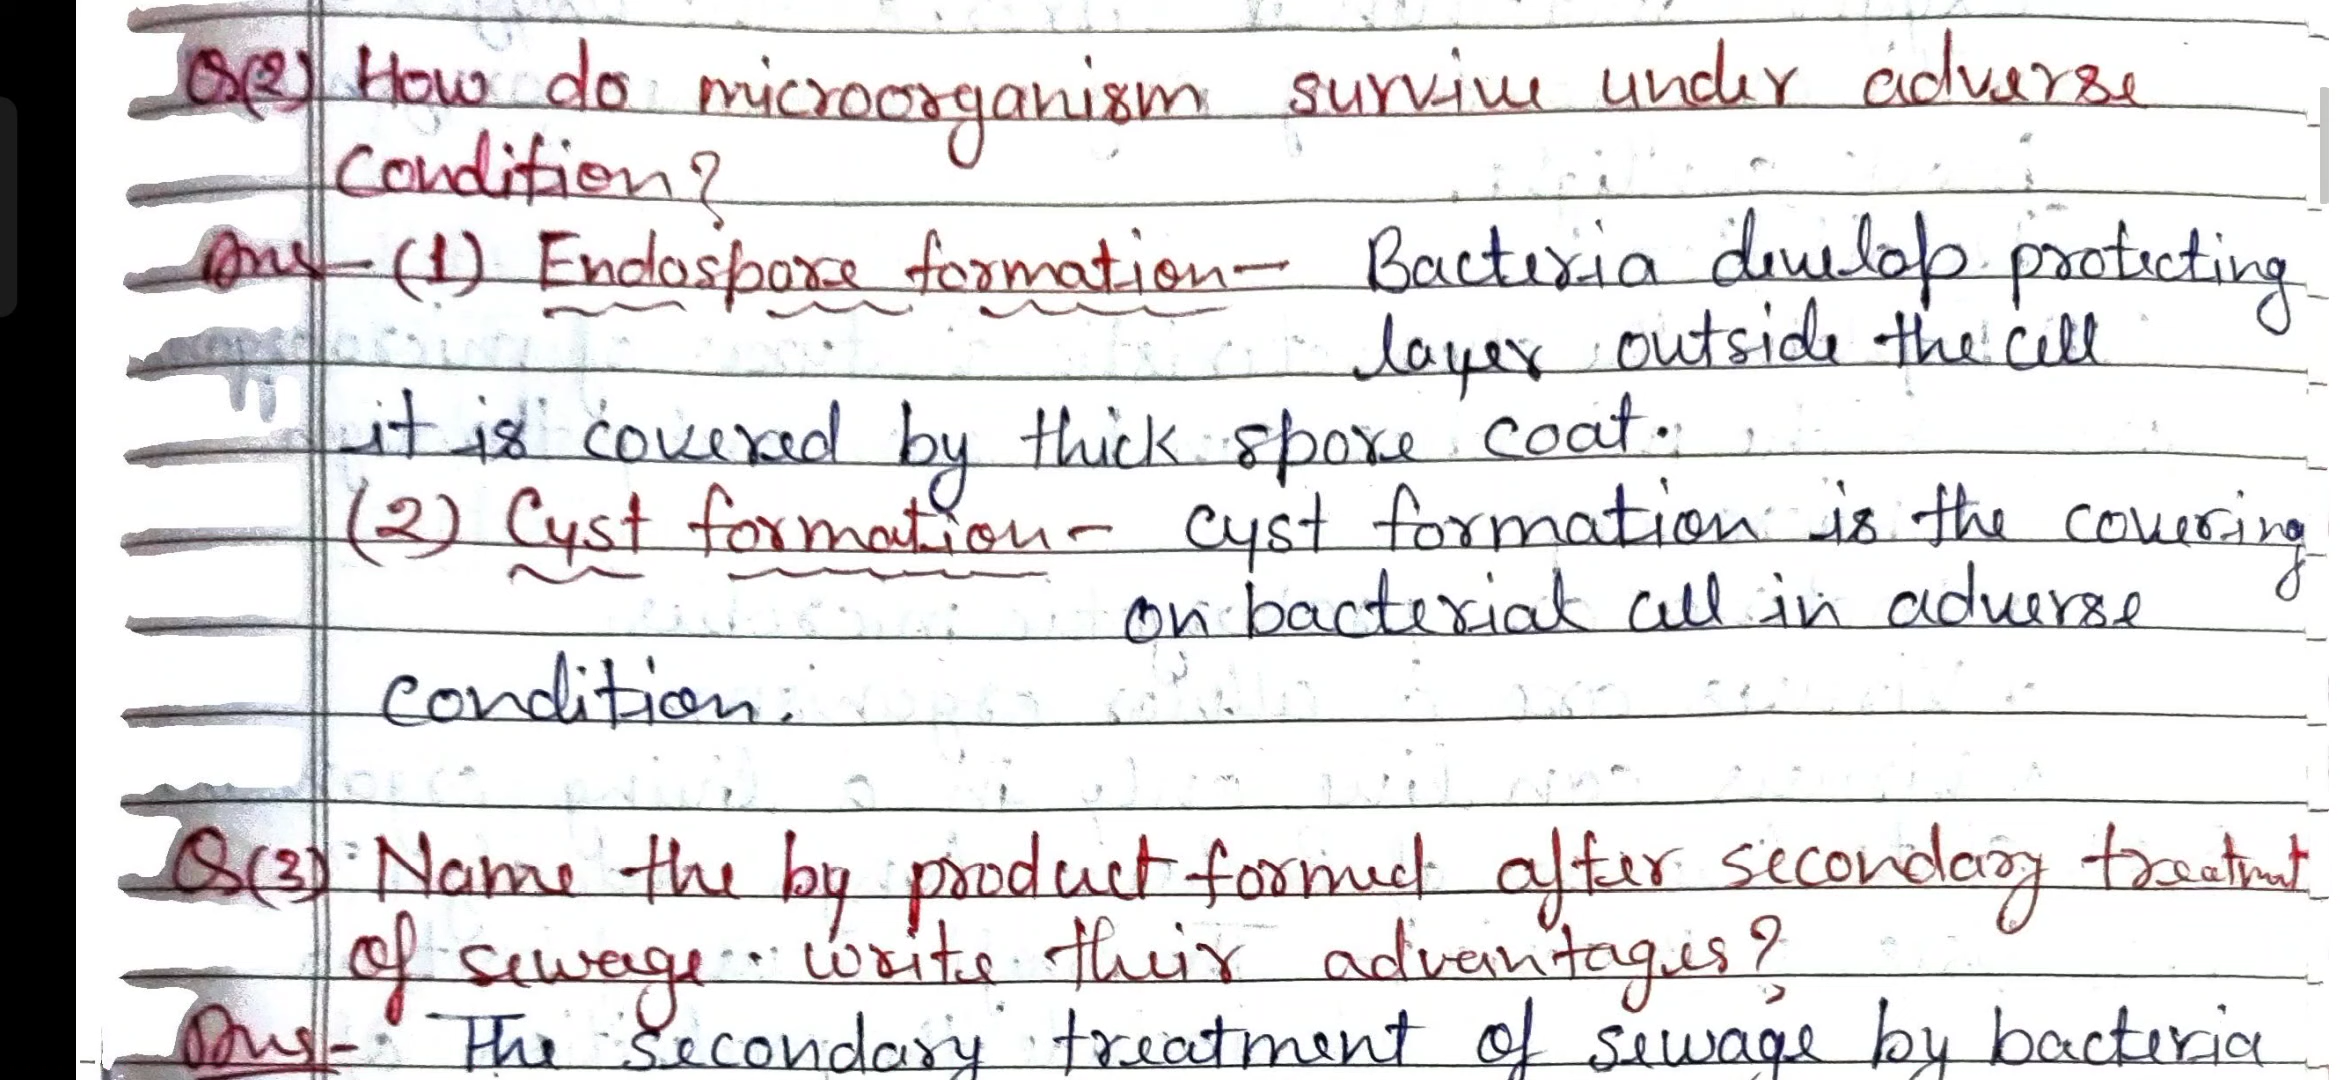 Q(2) How do microorganism survive under adverse
condition?
Ans - (1) Endospore formation - Bacteria develop protecting
layer outside the cell
it is covered by thick spore coat.
(2) Cyst formation - cyst formation is the covering
on bacterial cell in adverse
condition.
Q(3) Name the by product formed after secondary treatmnt
of sewage. write their advantages?
Ans - The secondary treatment of sewage by bacteria